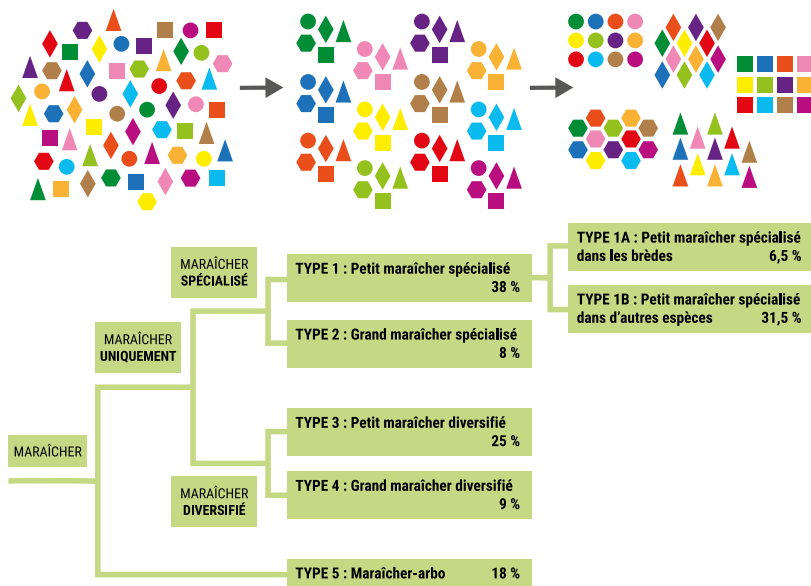 TYPE 1A : Petit maraîcher spécialisé
dans les brèdes 6,5 %
MARAÎCHER
SPÉCIALISÉ
TYPE 1 : Petit maraîcher spécialisé
38 %
TYPE 1B : Petit maraîcher spécialisé
dans d'autres espèces 31,5 %
MARAÎCHER
UNIQUEMENT
TYPE 2 : Grand maraîcher spécialisé
8 %
MARAÎCHER
TYPE 3 : Petit maraîcher diversifié
25 %
MARAÎCHER
DIVERSIFIÉ
TYPE 4 : Grand maraîcher diversifié
9 %
TYPE 5 : Maraîcher-arbo 18 %